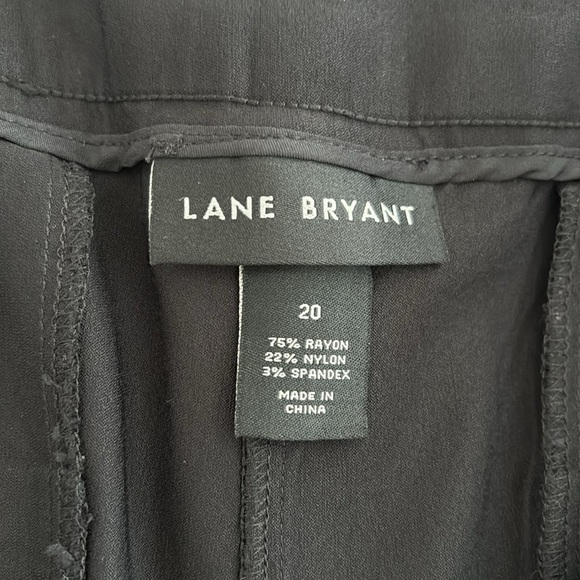 LANE BRYANT
20
75% RAYON
22% NYLON
3% SPANDEX
MADE IN
CHINA